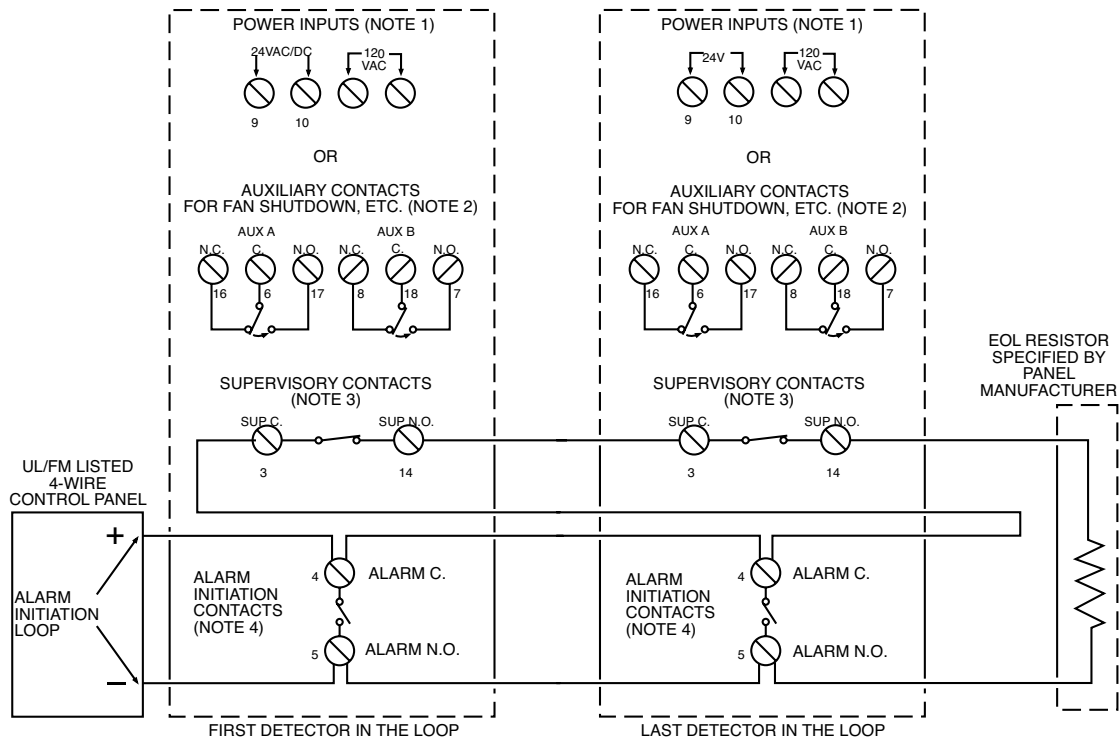 POWER INPUTS (NOTE 1)
24VAC/DC
120
VAC
9 10
OR
AUXILIARY CONTACTS
FOR FAN SHUTDOWN, ETC. (NOTE 2)
AUX A AUX B
N.C. C. N.O. N.C. C. N.O.
16 6 17 8 18 7
SUPERVISORY CONTACTS
(NOTE 3)
SUP C. SUP N.O.
3 14
POWER INPUTS (NOTE 1)
24V
120
VAC
9 10
OR
AUXILIARY CONTACTS
FOR FAN SHUTDOWN, ETC. (NOTE 2)
AUX A AUX B
N.C. C. N.O. N.C. C. N.O.
16 6 17 8 18 7
SUPERVISORY CONTACTS
(NOTE 3)
SUP C. SUP N.O.
3 14
EOL RESISTOR
SPECIFIED BY
PANEL
MANUFACTURER
UL/FM LISTED
4-WIRE
CONTROL PANEL
+
ALARM
INITIATION
LOOP
–
ALARM
INITIATION
CONTACTS
(NOTE 4)
4 ALARM C.
5 ALARM N.O.
ALARM
INITIATION
CONTACTS
(NOTE 4)
4 ALARM C.
5 ALARM N.O.
FIRST DETECTOR IN THE LOOP
LAST DETECTOR IN THE LOOP